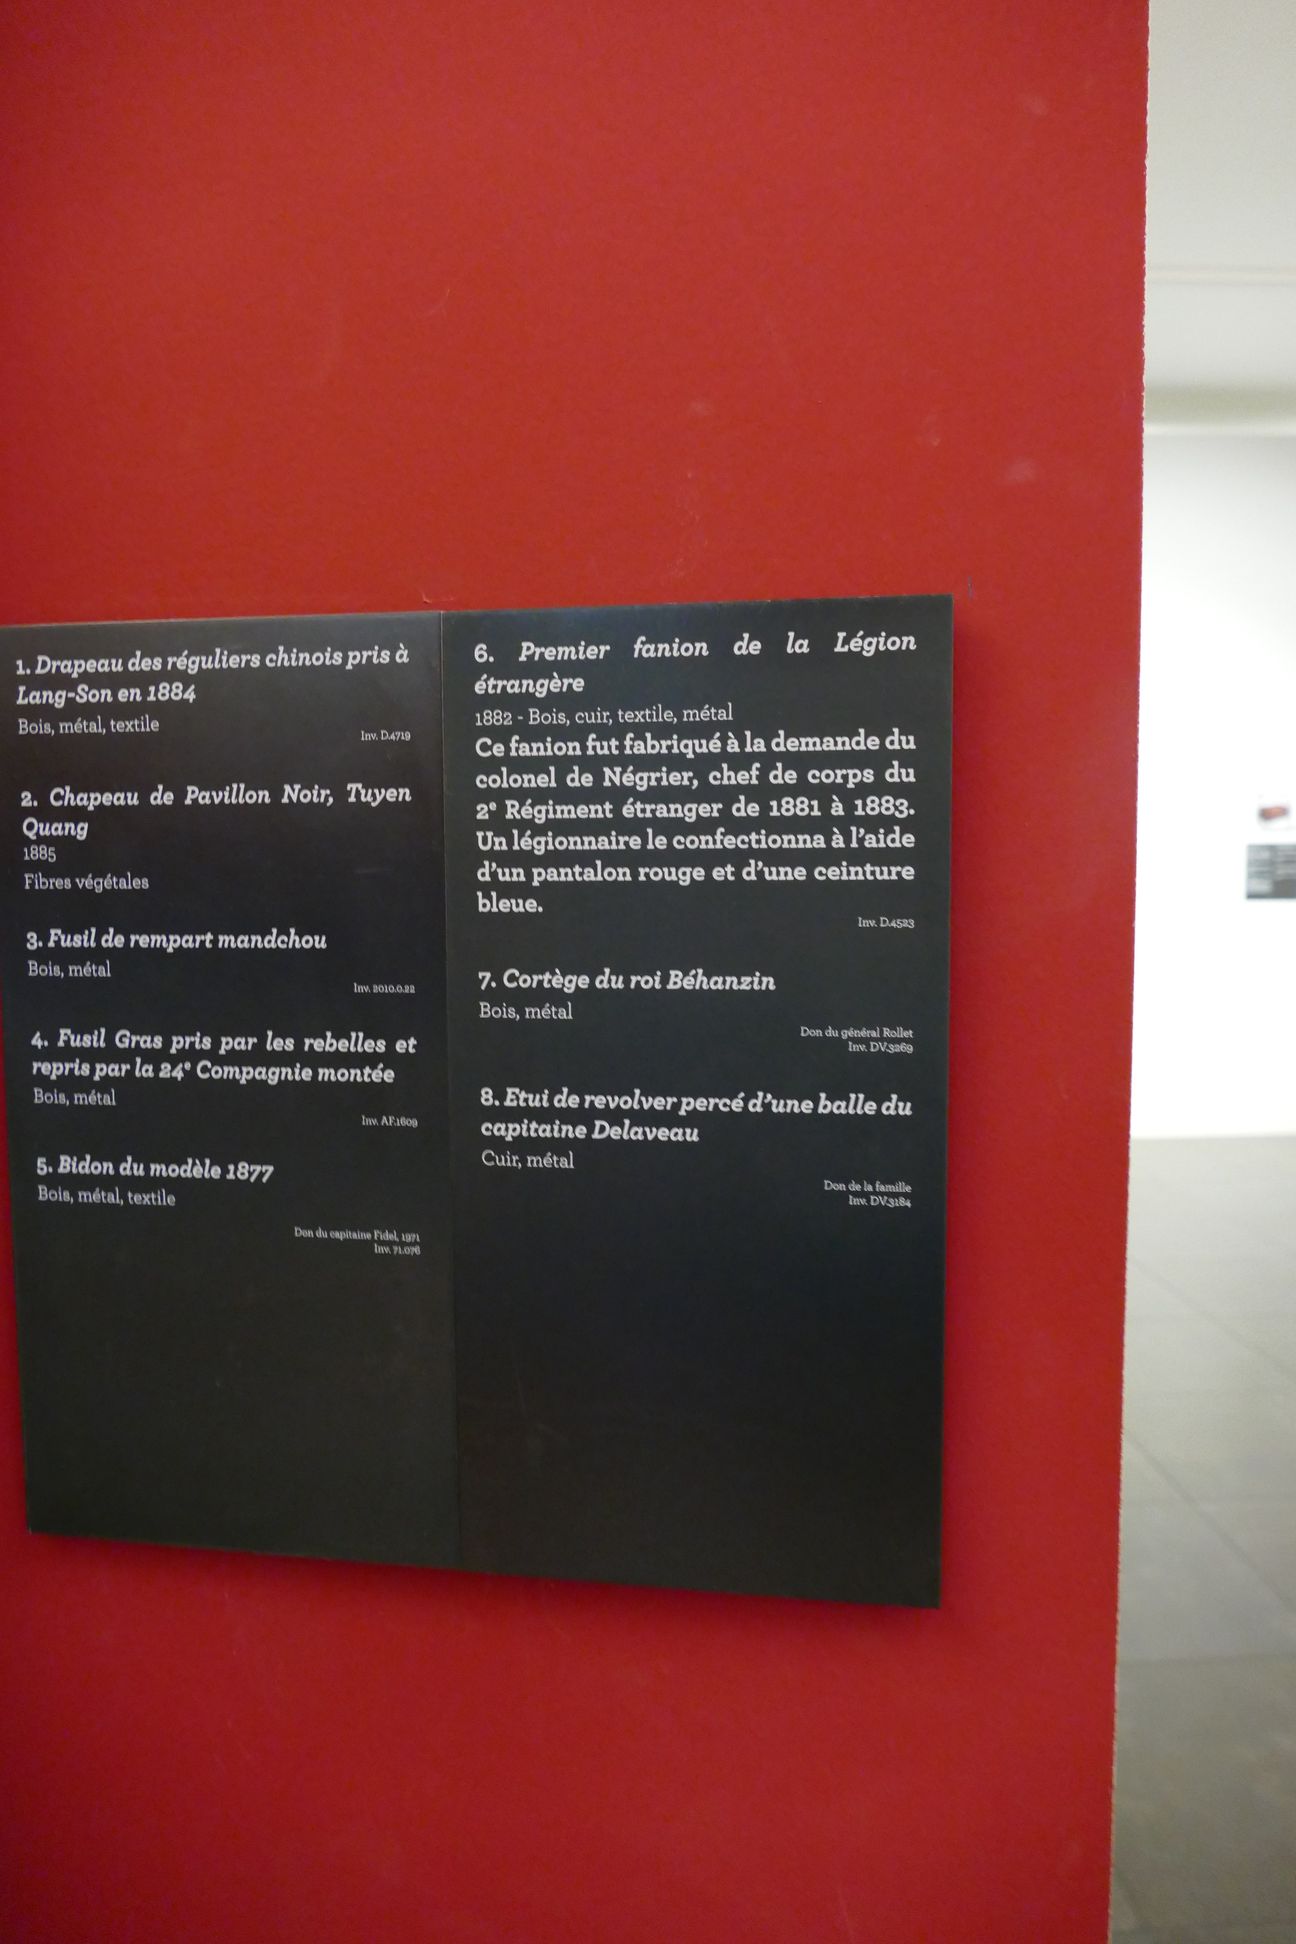 1. Drapeau des réguliers chinois pris à
Lang-Son en 1884
Bois, métal, textile
Inv. D.4719
2. Chapeau de Pavillon Noir, Tuyen
Quang
1885
Fibres végétales
3. Fusil de rempart mandchou
Bois, métal
Inv. 2010.0.22
4. Fusil Gras pris par les rebelles et
repris par la 24e Compagnie montée
Bois, métal
Inv. AF.1609
5. Bidon du modèle 1877
Bois, métal, textile
Don du capitaine Fidel, 1971
Inv. 71.076
6. Premier fanion de la Légion
étrangère
1882 - Bois, cuir, textile, métal
Ce fanion fut fabriqué à la demande du
colonel de Négrier, chef de corps du
2e Régiment étranger de 1881 à 1883.
Un légionnaire le confectionna à l'aide
d'un pantalon rouge et d'une ceinture
bleue.
Inv. D.4523
7. Cortège du roi Béhanzin
Bois, métal
Don du général Rollet
Inv. DV.3269
8. Etui de revolver percé d'une balle du
capitaine Delaveau
Cuir, métal
Don de la famille
Inv. DV.3184